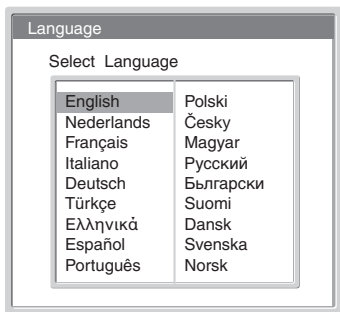 Language
Select Language
English
Nederlands
Français
Italiano
Deutsch
Türkçe
Ελληνικά
Español
Português
Polski
Česky
Magyar
Русский
Бьлгарски
Suomi
Dansk
Svenska
Norsk